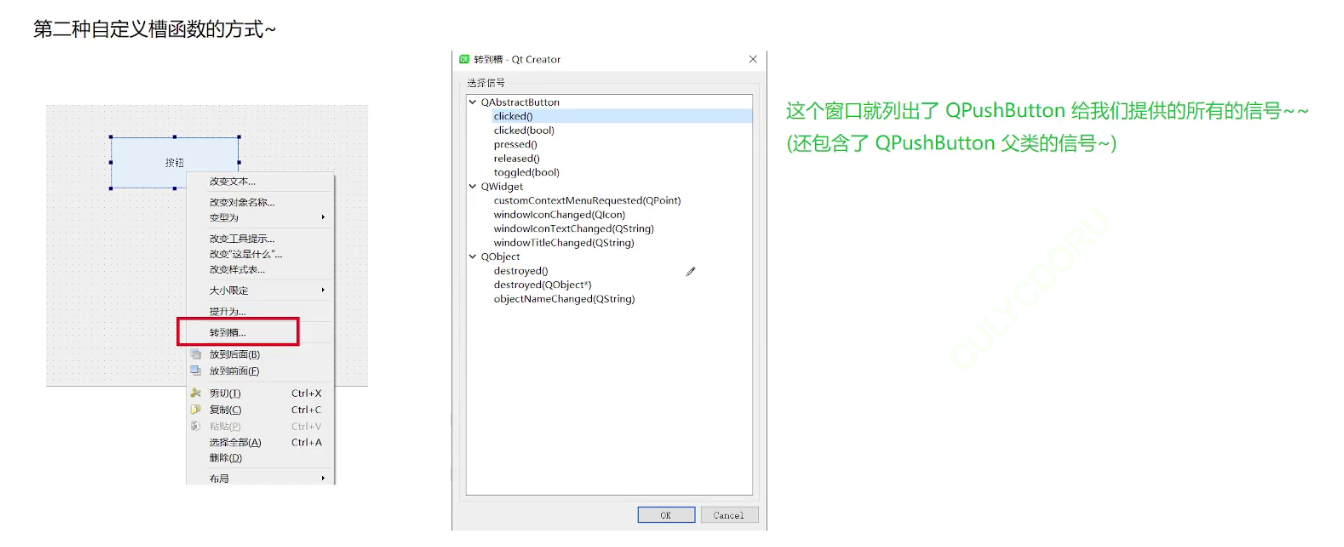 第二种自定义槽函数的方式~
按钮
改变文本...
改变对象名称...
变型为
改变工具提示...
改变"这是什么"...
改变样式表...
大小限定
提升为...
转到槽...
放到后面(B)
放到前面(F)
剪切(T) Ctrl+X
复制(C) Ctrl+C
粘贴(P) Ctrl+V
选择全部(A) Ctrl+A
删除(D)
布局
转到槽 - Qt Creator
选择信号
QAbstractButton
clicked()
clicked(bool)
pressed()
released()
toggled(bool)
QWidget
customContextMenuRequested(QPoint)
windowIconChanged(QIcon)
windowIconTextChanged(QString)
windowTitleChanged(QString)
QObject
destroyed()
destroyed(QObject*)
objectNameChanged(QString)
OK Cancel
这个窗口就列出了 QPushButton 给我们提供的所有的信号~~
(还包含了 QPushButton 父类的信号~)
CULYCOORU